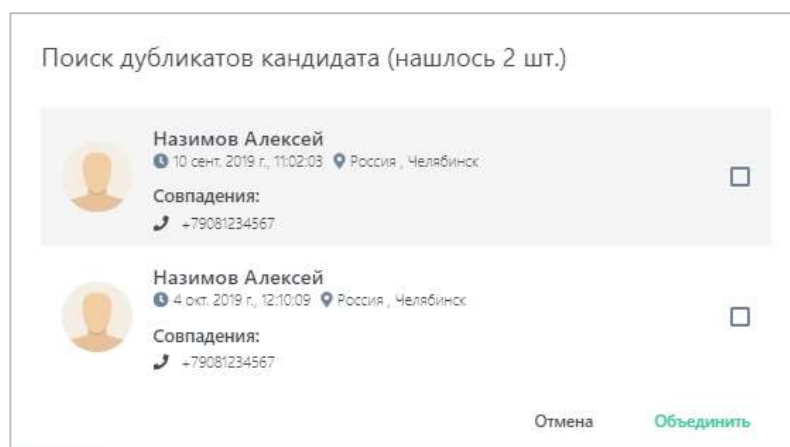 Поиск дубликатов кандидата (нашлось 2 шт.)
Назимов Алексей
10 сент. 2019 г., 11:02:03 Россия , Челябинск
Совпадения:
+79081234567
Назимов Алексей
4 окт. 2019 г., 12:10:09 Россия , Челябинск
Совпадения:
+79081234567
Отмена Объединить